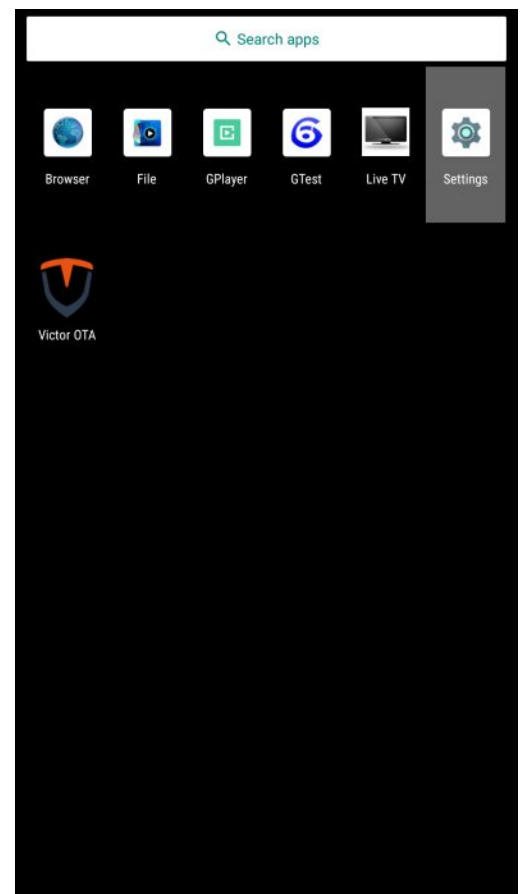 Search apps
Browser
File
GPlayer
GTest
Live TV
Settings
Victor OTA